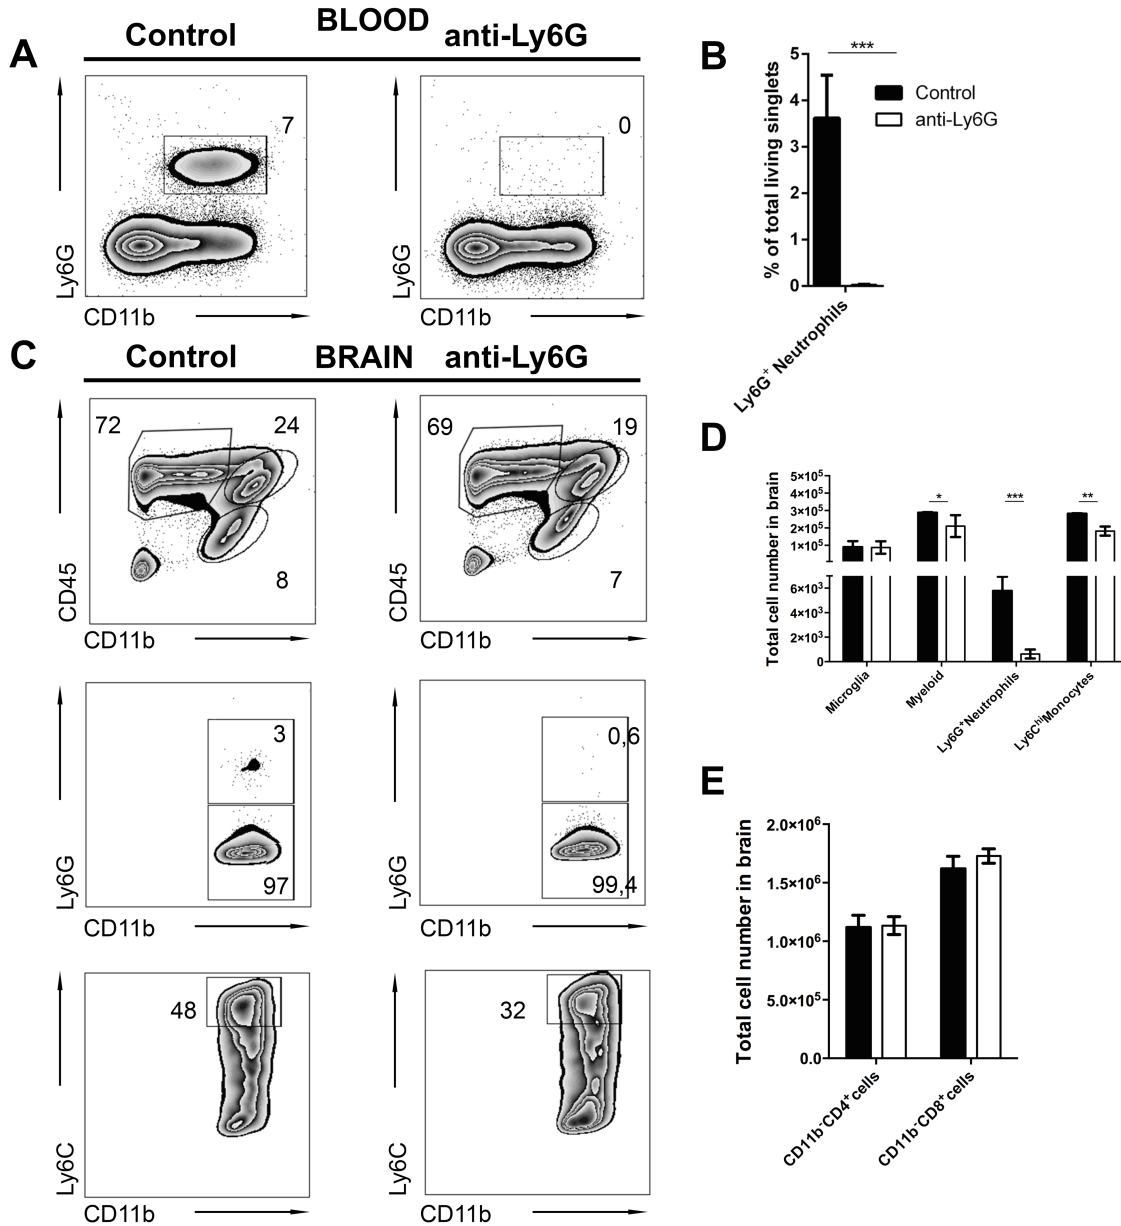 BLOOD
A
Control
anti-Ly6G
7
0
Ly6G
Ly6G
CD11b
CD11b
B
***
5
4
3
2
1
0
% of total living singlets
Control
anti-Ly6G
Ly6G⁺ Neutrophils
C
Control
BRAIN
anti-Ly6G
72
24
8
69
19
7
CD45
CD45
CD11b
CD11b
3
97
0,6
99,4
Ly6G
Ly6G
CD11b
CD11b
48
32
Ly6C
Ly6C
CD11b
CD11b
D
Total cell number in brain
5×10⁵
4×10⁵
3×10⁵
2×10⁵
1×10⁵
6×10³
4×10³
2×10³
0
*
***
**
Microglia
Myeloid
Ly6G⁺Neutrophils
Ly6CʰⁱMonocytes
E
Total cell number in brain
2.0×10⁶
1.5×10⁶
1.0×10⁶
5.0×10⁵
0.0
CD11b⁻CD4⁺cells
CD11b⁻CD8⁺cells